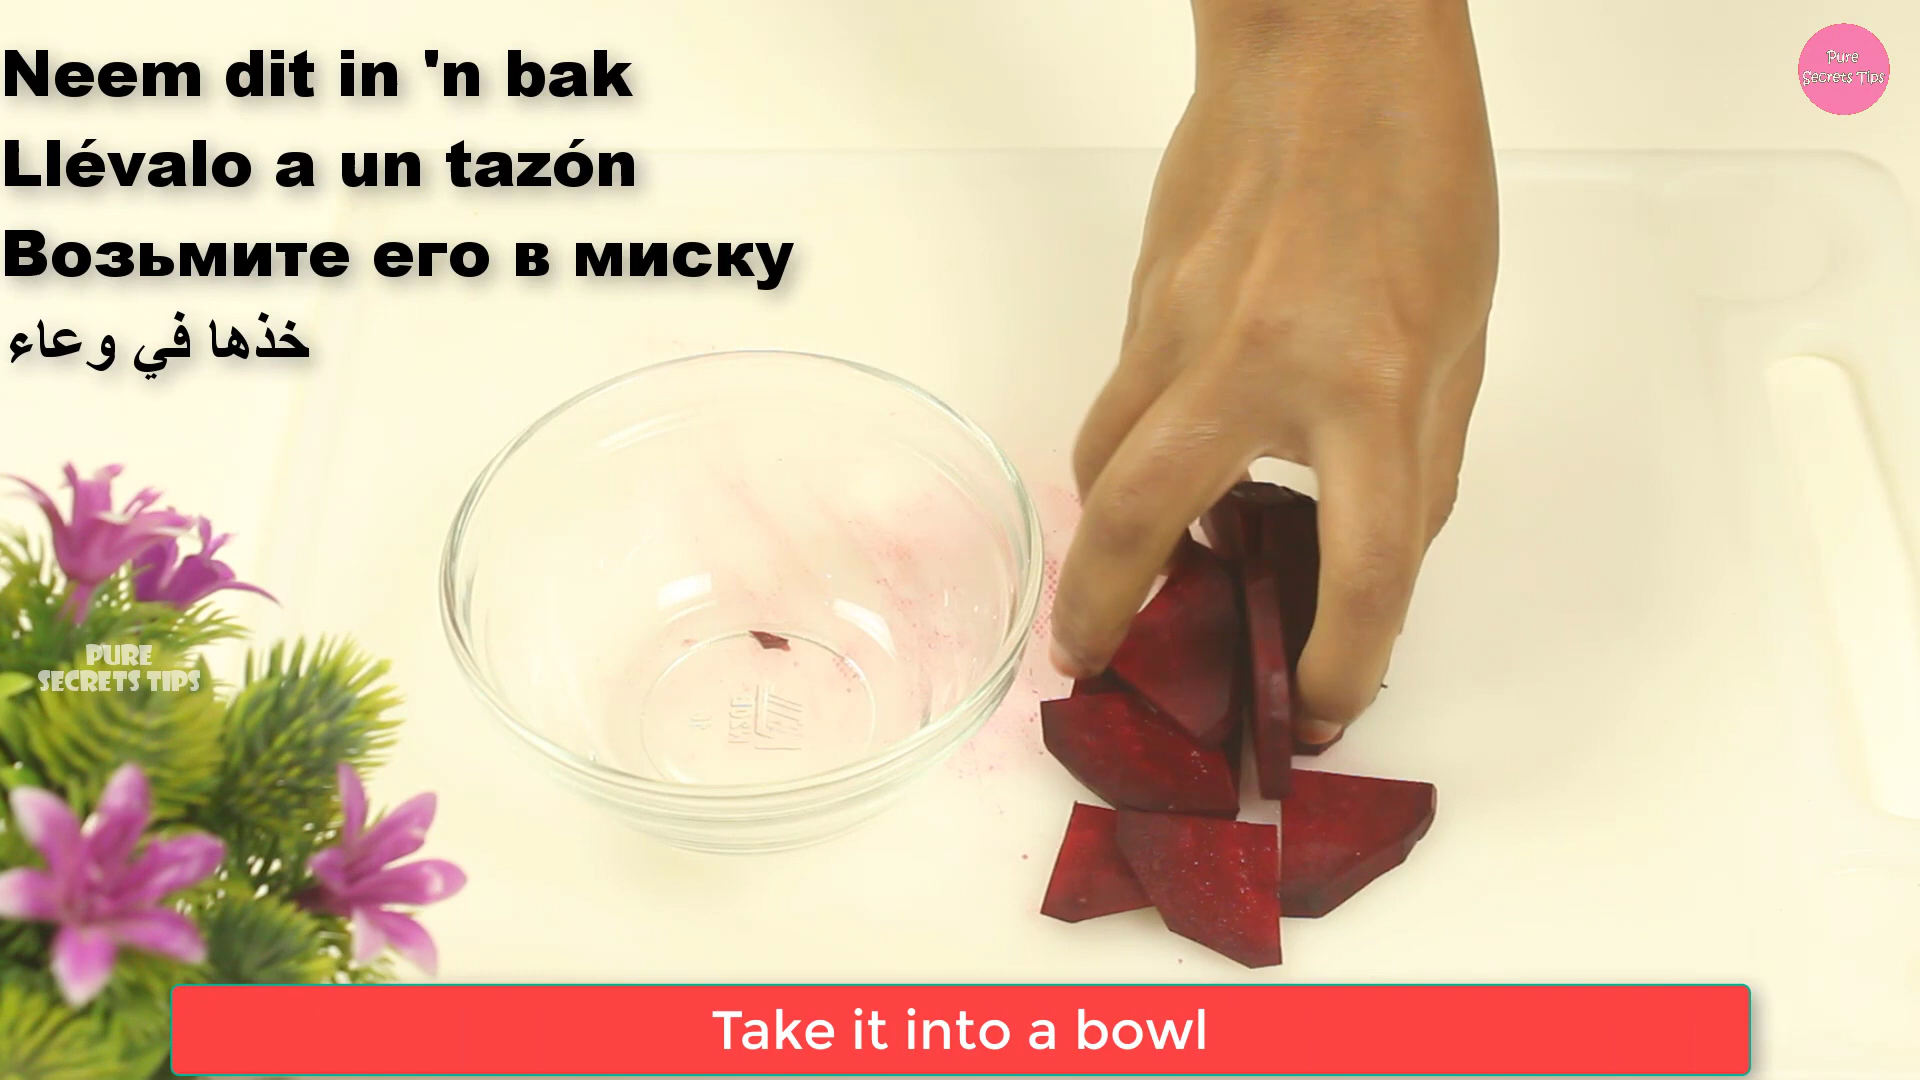 Neem dit in 'n bak
Llévalo a un tazón
Возьмите его в миску
خذها في وعاء
Pure
Secrets Tips
PURE
SECRETS TIPS
Take it into a bowl